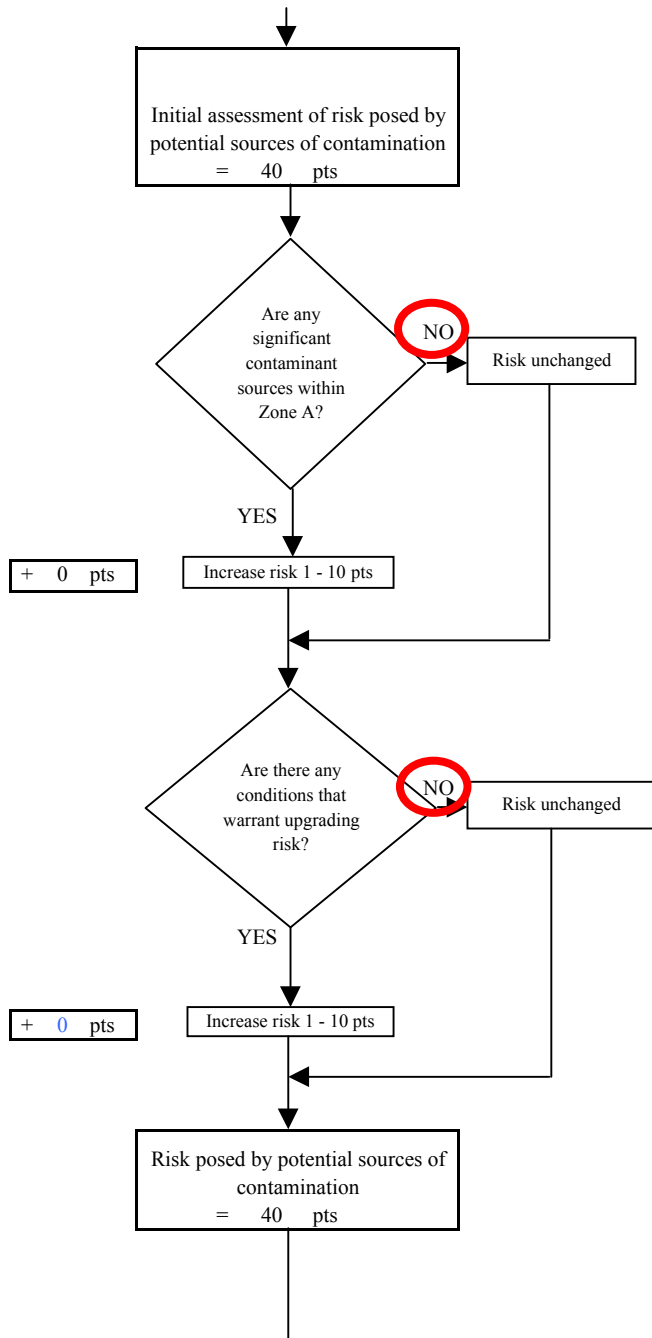 Initial assessment of risk posed by
potential sources of contamination
= 40 pts
Are any
significant
contaminant
sources within
Zone A?
NO
Risk unchanged
YES
+ 0 pts
Increase risk 1 - 10 pts
Are there any
conditions that
warrant upgrading
risk?
NO
Risk unchanged
YES
+ 0 pts
Increase risk 1 - 10 pts
Risk posed by potential sources of
contamination
= 40 pts